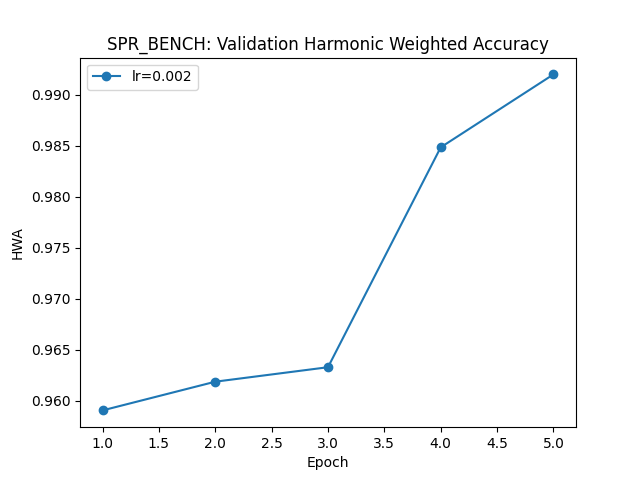 SPR_BENCH: Validation Harmonic Weighted Accuracy
lr=0.002
HWA
0.990
0.985
0.980
0.975
0.970
0.965
0.960
1.0 1.5 2.0 2.5 3.0 3.5 4.0 4.5 5.0
Epoch